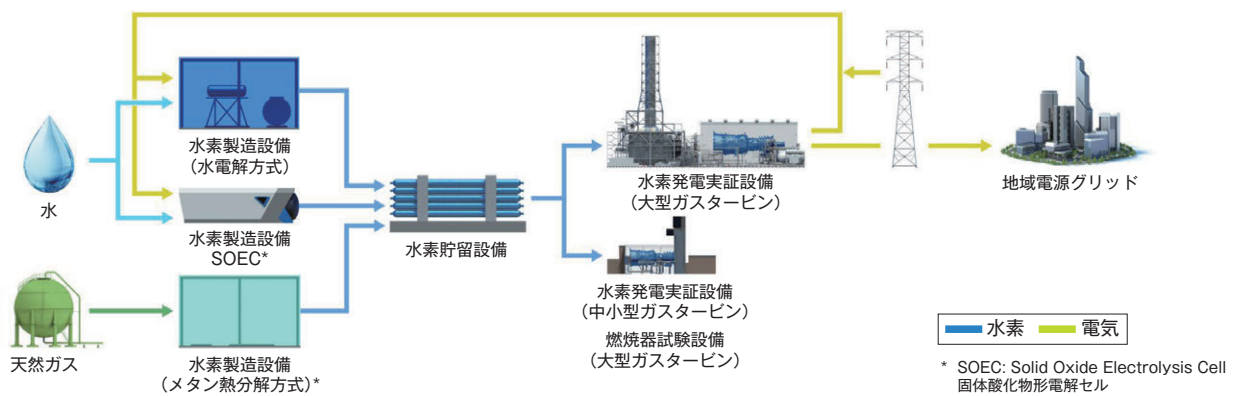 水
天然ガス
水素製造設備
（水電解方式）
水素製造設備
SOEC*
水素製造設備
（メタン熱分解方式）*
水素貯留設備
水素発電実証設備
（大型ガスタービン）
水素発電実証設備
（中小型ガスタービン）
燃焼器試験設備
（大型ガスタービン）
地域電源グリッド
水素 電気
* SOEC: Solid Oxide Electrolysis Cell
固体酸化物形電解セル